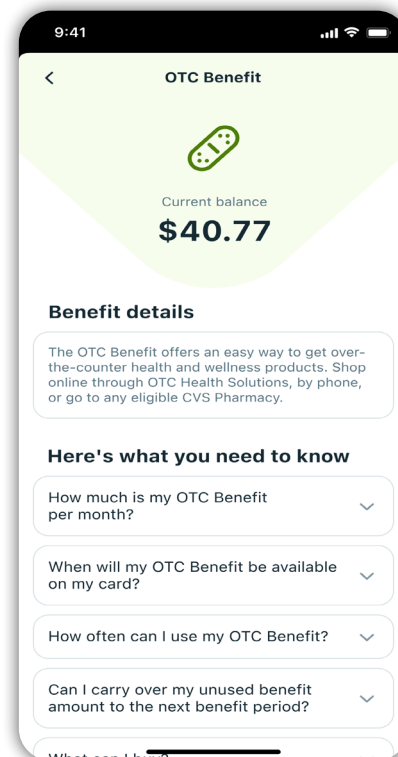 9:41
OTC Benefit
Current balance
$40.77
Benefit details
The OTC Benefit offers an easy way to get over-
the-counter health and wellness products. Shop
online through OTC Health Solutions, by phone,
or go to any eligible CVS Pharmacy.
Here's what you need to know
How much is my OTC Benefit
per month?
When will my OTC Benefit be available
on my card?
How often can I use my OTC Benefit?
Can I carry over my unused benefit
amount to the next benefit period?
What can I buy?